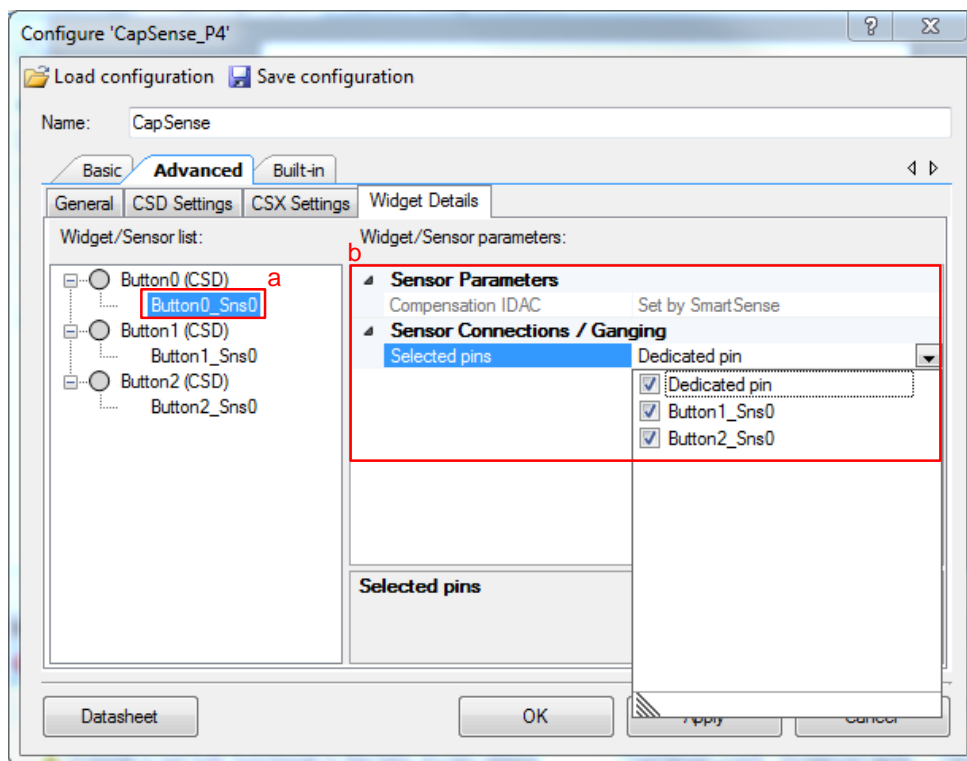 Configure 'CapSense_P4'
Load configuration Save configuration
Name: CapSense
Basic Advanced Built-in
General CSD Settings CSX Settings Widget Details
Widget/Sensor list: Widget/Sensor parameters:
b
Button0 (CSD) a Sensor Parameters
Button0_Sns0 Compensation IDAC Set by SmartSense
Button1 (CSD) Sensor Connections / Ganging
Button1_Sns0 Selected pins Dedicated pin
Button2 (CSD) Dedicated pin
Button2_Sns0 Button1_Sns0
Button2_Sns0
Selected pins
Datasheet OK Apply Cancel